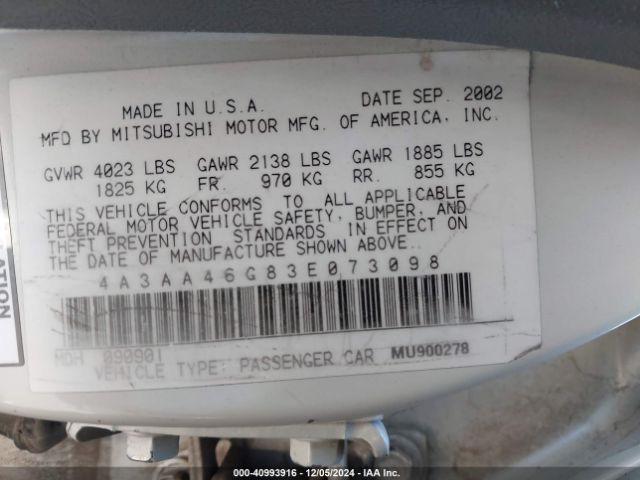 MADE IN U.S.A. DATE SEP. 2002
MFD BY MITSUBISHI MOTOR MFG. OF AMERICA, INC.
GVWR 4023 LBS GAWR 2138 LBS GAWR 1885 LBS
1825 KG FR. 970 KG RR. 855 KG
THIS VEHICLE CONFORMS TO ALL APPLICABLE
FEDERAL MOTOR VEHICLE SAFETY, BUMPER, AND
THEFT PREVENTION STANDARDS IN EFFECT ON
THE DATE OF MANUFACTURE SHOWN ABOVE.
4A3AA46G83E073098
MDH 090901
VEHICLE TYPE: PASSENGER CAR MU900278
000-40993916 - 12/05/2024 - IAA Inc.